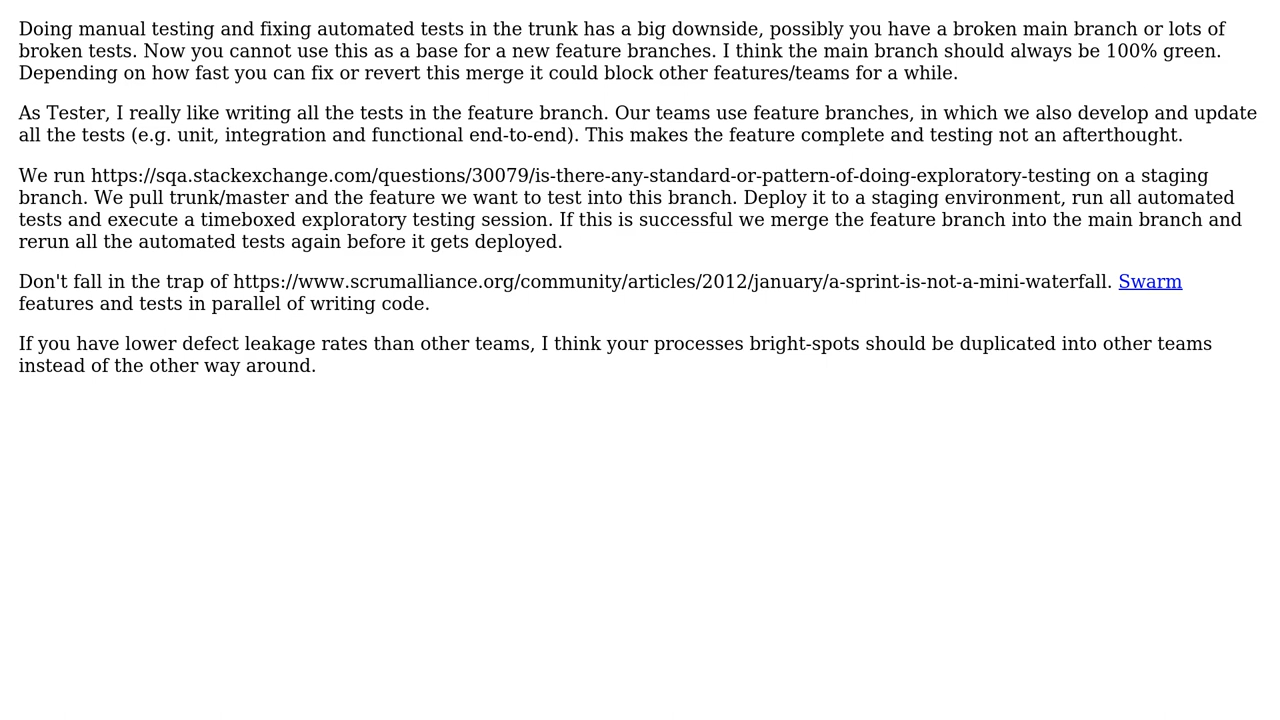 Doing manual testing and fixing automated tests in the trunk has a big downside, possibly you have a broken main branch or lots of
broken tests. Now you cannot use this as a base for a new feature branches. I think the main branch should always be 100% green.
Depending on how fast you can fix or revert this merge it could block other features/teams for a while.
As Tester, I really like writing all the tests in the feature branch. Our teams use feature branches, in which we also develop and update
all the tests (e.g. unit, integration and functional end-to-end). This makes the feature complete and testing not an afterthought.
We run https://sqa.stackexchange.com/questions/30079/is-there-any-standard-or-pattern-of-doing-exploratory-testing on a staging
branch. We pull trunk/master and the feature we want to test into this branch. Deploy it to a staging environment, run all automated
tests and execute a timeboxed exploratory testing session. If this is successful we merge the feature branch into the main branch and
rerun all the automated tests again before it gets deployed.
Don't fall in the trap of https://www.scrumalliance.org/community/articles/2012/january/a-sprint-is-not-a-mini-waterfall. Swarm
features and tests in parallel of writing code.
If you have lower defect leakage rates than other teams, I think your processes bright-spots should be duplicated into other teams
instead of the other way around.